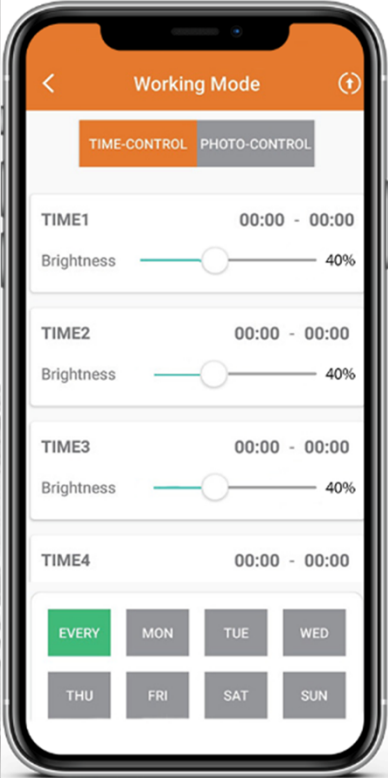 Working Mode
TIME-CONTROL PHOTO-CONTROL
TIME1 00:00 - 00:00
Brightness 40%
TIME2 00:00 - 00:00
Brightness 40%
TIME3 00:00 - 00:00
Brightness 40%
TIME4 00:00 - 00:00
EVERY MON TUE WED
THU FRI SAT SUN